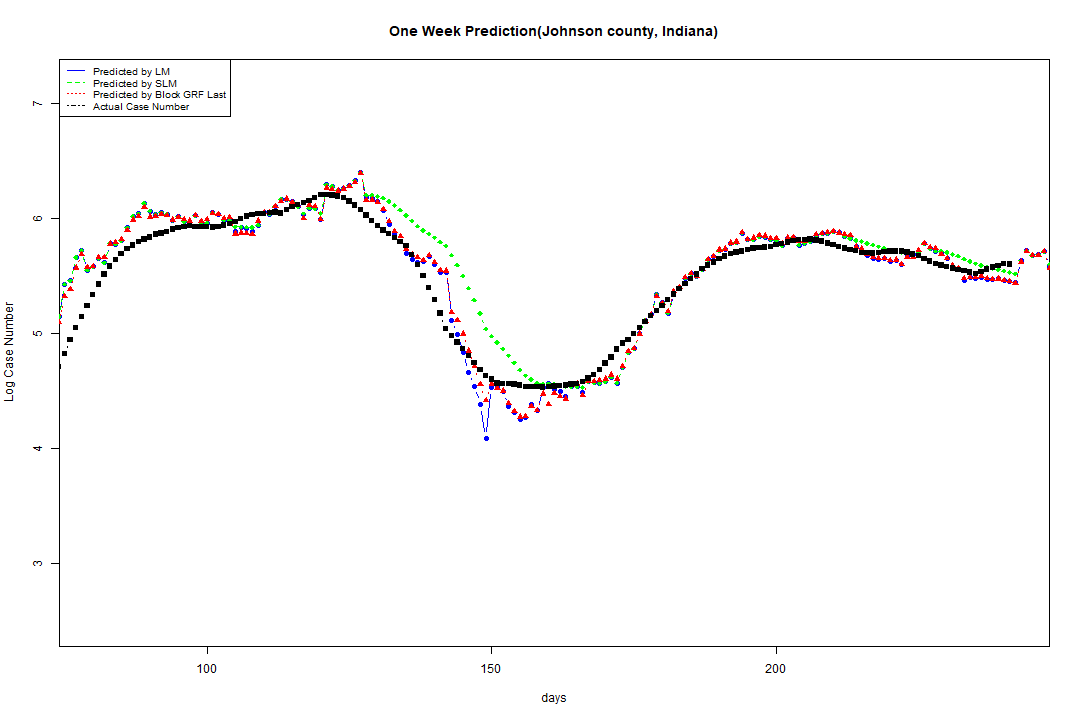 One Week Prediction(Johnson county, Indiana)
Predicted by LM
Predicted by SLM
Predicted by Block GRF Last
Actual Case Number
7
6
5
4
3
Log Case Number
100
150
200
days